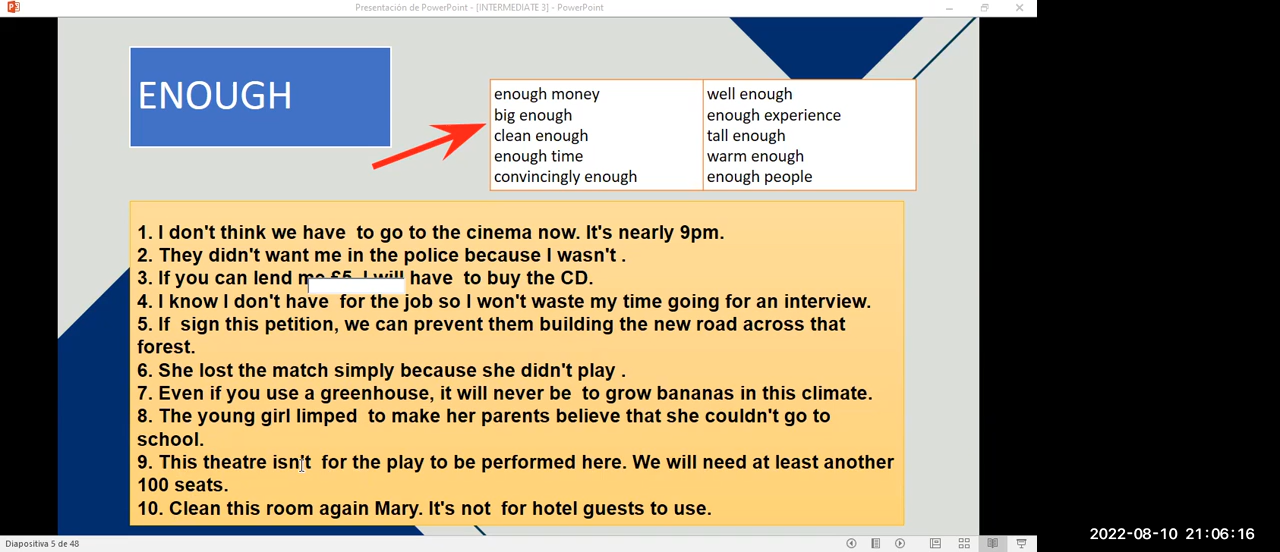 Presentación de PowerPoint - [INTERMEDIATE 3] - PowerPoint
ENOUGH
enough money
big enough
clean enough
enough time
convincingly enough
well enough
enough experience
tall enough
warm enough
enough people
1. I don't think we have  to go to the cinema now. It's nearly 9pm.
2. They didn't want me in the police because I wasn't .
3. If you can lend me £5, I will have  to buy the CD.
4. I know I don't have  for the job so I won't waste my time going for an interview.
5. If  sign this petition, we can prevent them building the new road across that
forest.
6. She lost the match simply because she didn't play .
7. Even if you use a greenhouse, it will never be  to grow bananas in this climate.
8. The young girl limped  to make her parents believe that she couldn't go to
school.
9. This theatre isn't  for the play to be performed here. We will need at least another
100 seats.
10. Clean this room again Mary. It's not  for hotel guests to use.
Diapositiva 5 de 48
2022-08-10 21:06:16